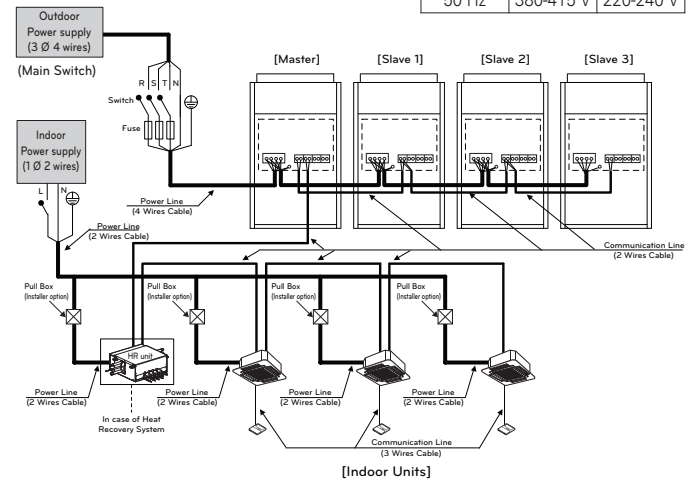 50 Hz 380-415 V 220-240 V
Outdoor
Power supply
(3 Ø 4 wires)
(Main Switch)
[Master] [Slave 1] [Slave 2] [Slave 3]
R S T N
Switch
Fuse
Indoor
Power supply
(1 Ø 2 wires)
L N
Power Line
(4 Wires Cable)
Power Line
(2 Wires Cable)
Communication Line
(2 Wires Cable)
Pull Box
(Installer option)
Pull Box
(Installer option)
Pull Box
(Installer option)
Pull Box
(Installer option)
HR unit
Power Line
(2 Wires Cable)
Power Line
(2 Wires Cable)
Power Line
(2 Wires Cable)
Power Line
(2 Wires Cable)
In case of Heat
Recovery System
Communication Line
(3 Wires Cable)
[Indoor Units]